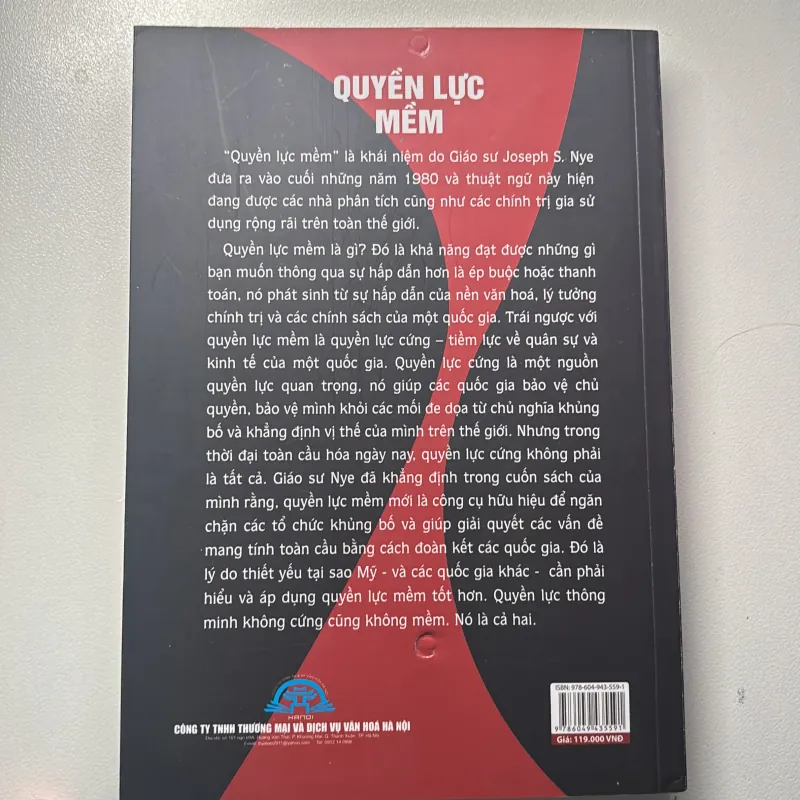 QUYỀN LỰC
MỀM
“Quyền lực mềm” là khái niệm do Giáo sư Joseph S. Nye
đưa ra vào cuối những năm 1980 và thuật ngữ này hiện
đang được các nhà phân tích cũng như các chính trị gia sử
dụng rộng rãi trên toàn thế giới.
Quyền lực mềm là gì? Đó là khả năng đạt được những gì
bạn muốn thông qua sự hấp dẫn hơn là ép buộc hoặc thanh
toán, nó phát sinh từ sự hấp dẫn của nền văn hoá, lý tưởng
chính trị và các chính sách của một quốc gia. Trái ngược với
quyền lực mềm là quyền lực cứng – tiềm lực về quân sự và
kinh tế của một quốc gia. Quyền lực cứng là một nguồn
quyền lực quan trọng, nó giúp các quốc gia bảo vệ chủ
quyền, bảo vệ mình khỏi các mối đe dọa từ chủ nghĩa khủng
bố và khẳng định vị thế của mình trên thế giới. Nhưng trong
thời đại toàn cầu hóa ngày nay, quyền lực cứng không phải
là tất cả. Giáo sư Nye đã khẳng định trong cuốn sách của
mình rằng, quyền lực mềm mới là công cụ hữu hiệu để ngăn
chặn các tổ chức khủng bố và giúp giải quyết các vấn đề
mang tính toàn cầu bằng cách đoàn kết các quốc gia. Đó là
lý do thiết yếu tại sao Mỹ - và các quốc gia khác - cần phải
hiểu và áp dụng quyền lực mềm tốt hơn. Quyền lực thông
minh không cứng cũng không mềm. Nó là cả hai.
HANOI
CÔNG TY TNHH THƯƠNG MẠI VÀ DỊCH VỤ VĂN HOÁ HÀ NỘI
ISBN: 978-604-943-559-1
9 786049 435591
Giá: 119.000 VNĐ